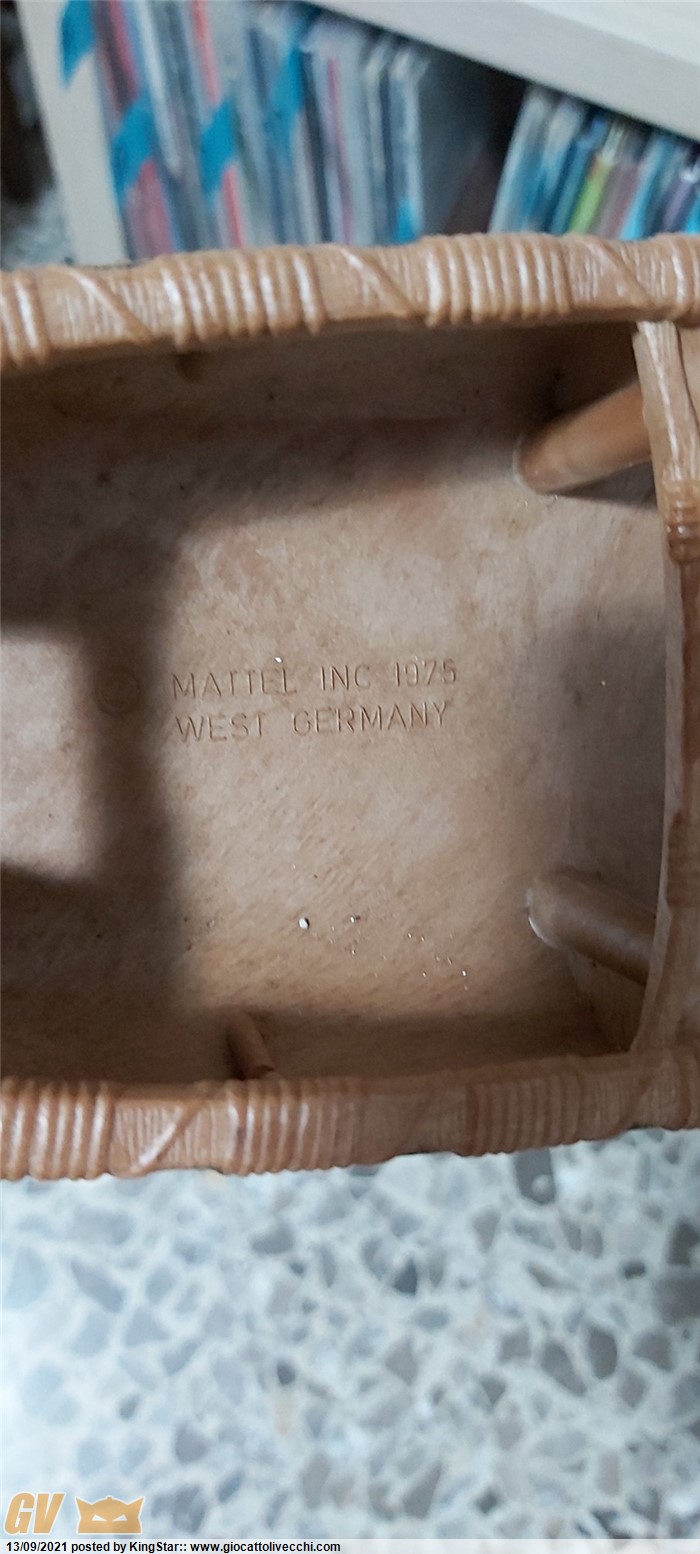 MATTEL INC 1975
WEST GERMANY
GV
13/09/2021 posted by KingStar:: www.giocattolivecchi.com